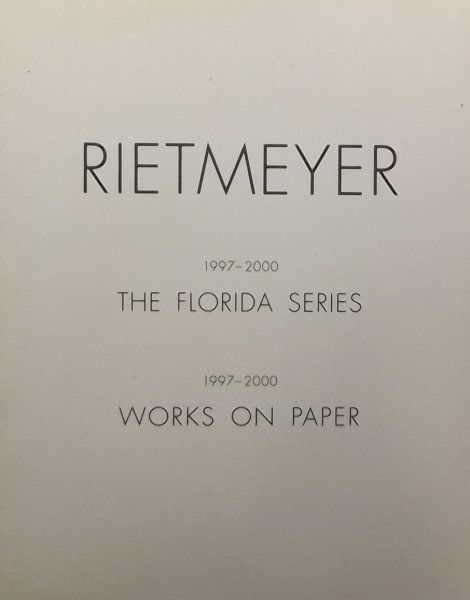 RIETMEYER
1997–2000
THE FLORIDA SERIES
1997–2000
WORKS ON PAPER